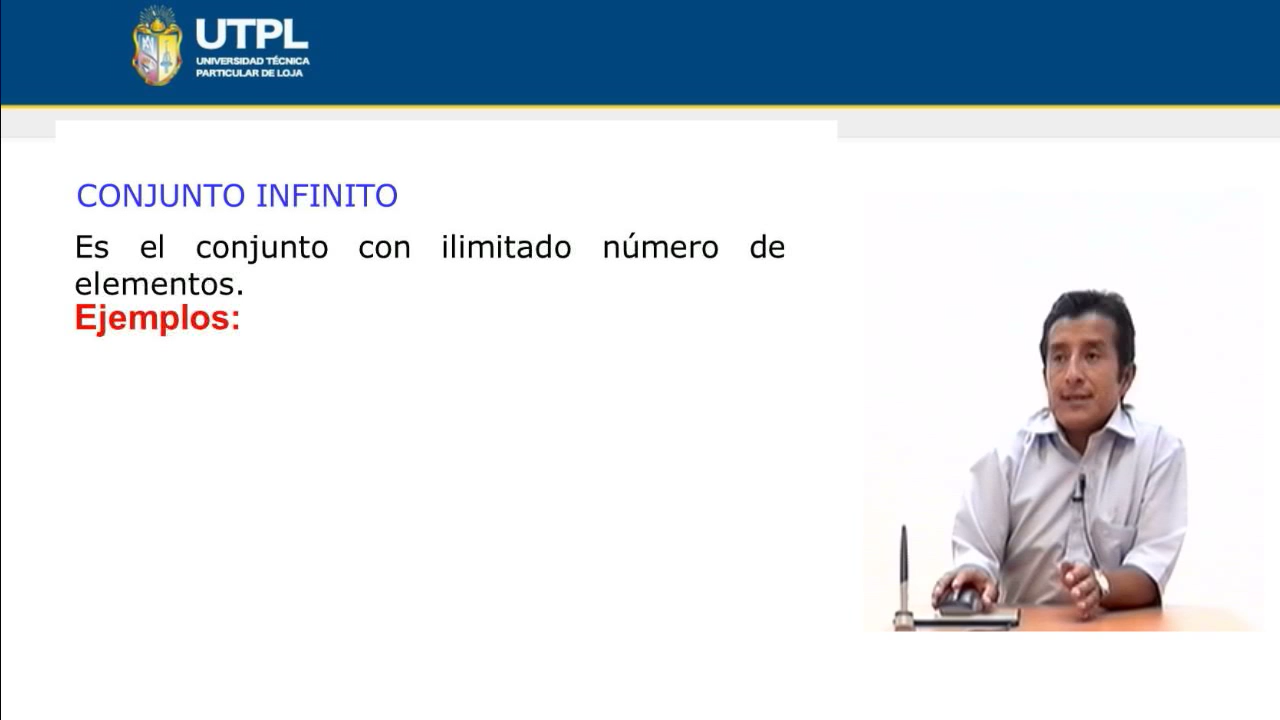 UTPL
UNIVERSIDAD TÉCNICA
PARTICULAR DE LOJA
CONJUNTO INFINITO
Es el conjunto con ilimitado número de
elementos.
Ejemplos: